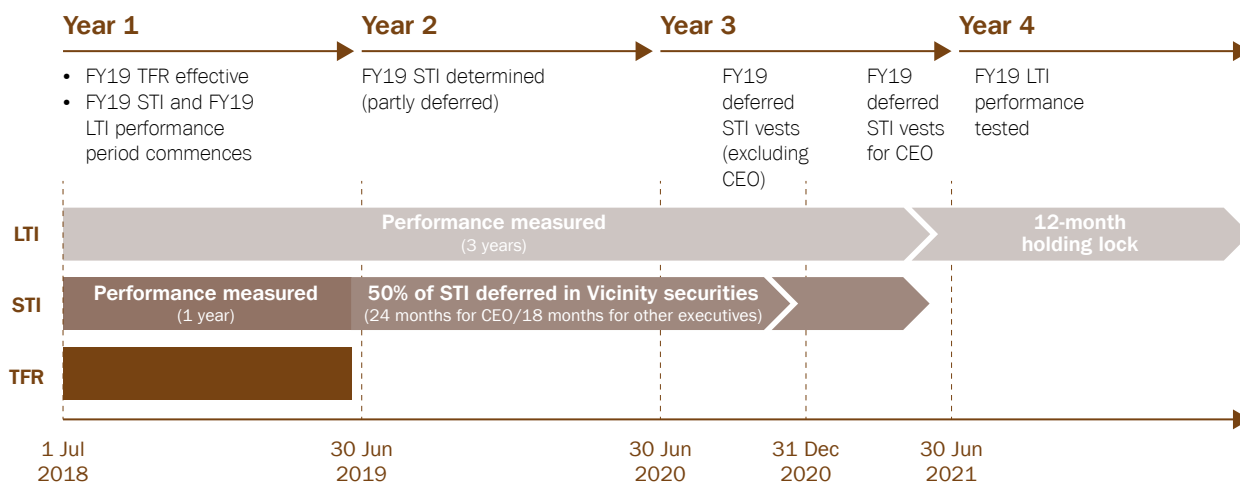 Year 1
Year 2
Year 3
Year 4
• FY19 TFR effective
• FY19 STI and FY19
LTI performance
period commences
FY19 STI determined
(partly deferred)
FY19
deferred
STI vests
(excluding
CEO)
FY19
deferred
STI vests
for CEO
FY19 LTI
performance
tested
LTI
Performance measured
(3 years)
12-month
holding lock
STI
Performance measured
(1 year)
50% of STI deferred in Vicinity securities
(24 months for CEO/18 months for other executives)
TFR
1 Jul
2018
30 Jun
2019
30 Jun
2020
31 Dec
2020
30 Jun
2021